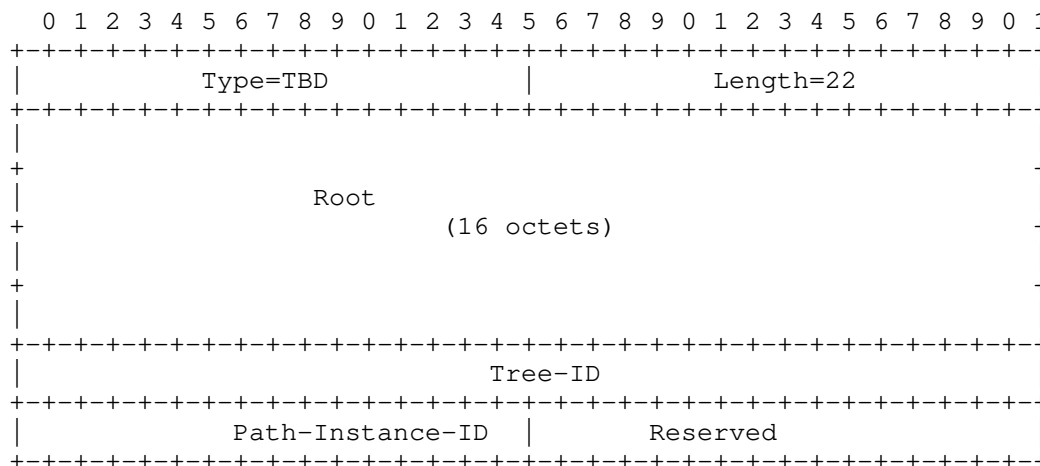 0 1 2 3 4 5 6 7 8 9 0 1 2 3 4 5 6 7 8 9 0 1 2 3 4 5 6 7 8 9 0 1
+-+-+-+-+-+-+-+-+-+-+-+-+-+-+-+-+-+-+-+-+-+-+-+-+-+-+-+-+-+-+-+-
| Type=TBD | Length=22
+-+-+-+-+-+-+-+-+-+-+-+-+-+-+-+-+-+-+-+-+-+-+-+-+-+-+-+-+-+-+-+-
|
+ -
| Root
+ (16 octets) -
|
+ -
|
+-+-+-+-+-+-+-+-+-+-+-+-+-+-+-+-+-+-+-+-+-+-+-+-+-+-+-+-+-+-+-+-
| Tree-ID
+-+-+-+-+-+-+-+-+-+-+-+-+-+-+-+-+-+-+-+-+-+-+-+-+-+-+-+-+-+-+-+-
| Path-Instance-ID | Reserved
+-+-+-+-+-+-+-+-+-+-+-+-+-+-+-+-+-+-+-+-+-+-+-+-+-+-+-+-+-+-+-+-